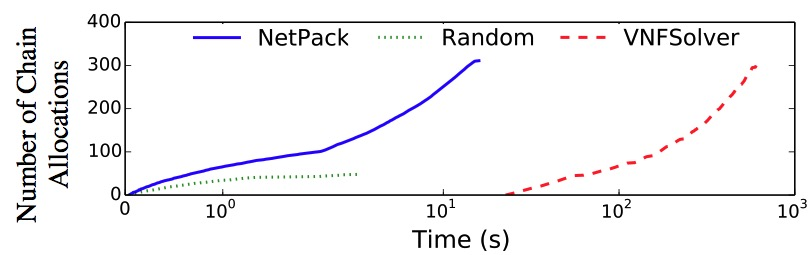 400
NetPack Random VNFSolver
300
200
100
0
0 10^0 10^1 10^2 10^3
Number of Chain
Allocations
Time (s)